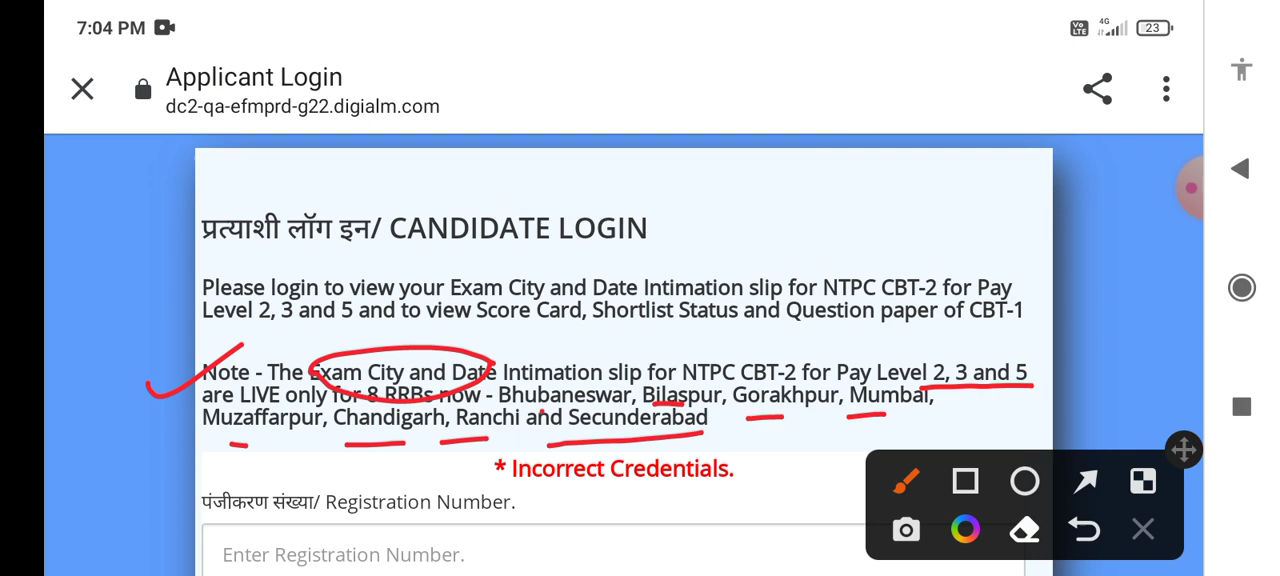 7:04 PM
Vo LTE 4G 23
Applicant Login
dc2-qa-efmprd-g22.digialm.com
प्रत्याशी लॉग इन/ CANDIDATE LOGIN
Please login to view your Exam City and Date Intimation slip for NTPC CBT-2 for Pay
Level 2, 3 and 5 and to view Score Card, Shortlist Status and Question paper of CBT-1
Note - The Exam City and Date Intimation slip for NTPC CBT-2 for Pay Level 2, 3 and 5
are LIVE only for 8 RRBs now - Bhubaneswar, Bilaspur, Gorakhpur, Mumbai,
Muzaffarpur, Chandigarh, Ranchi and Secunderabad
* Incorrect Credentials.
पंजीकरण संख्या/ Registration Number.
Enter Registration Number.